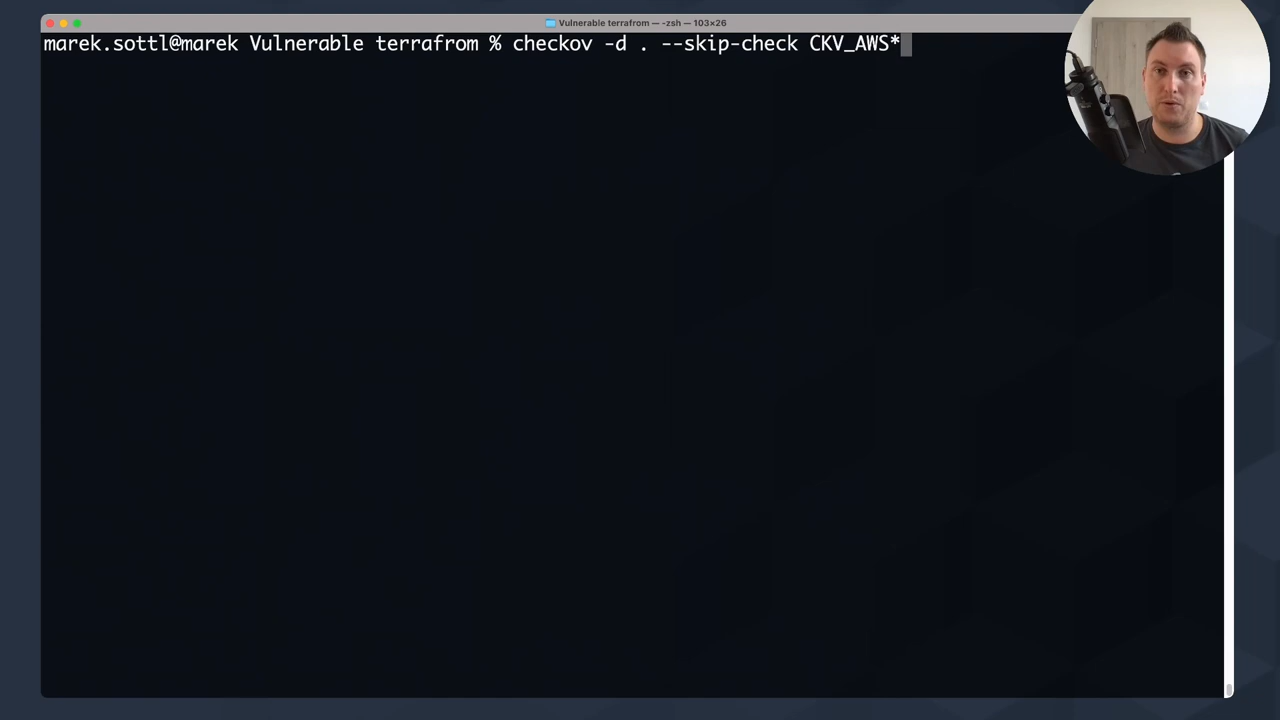 Vulnerable terrafrom — -zsh — 103×26
marek.sottl@marek Vulnerable terrafrom % checkov -d . --skip-check CKV_AWS*